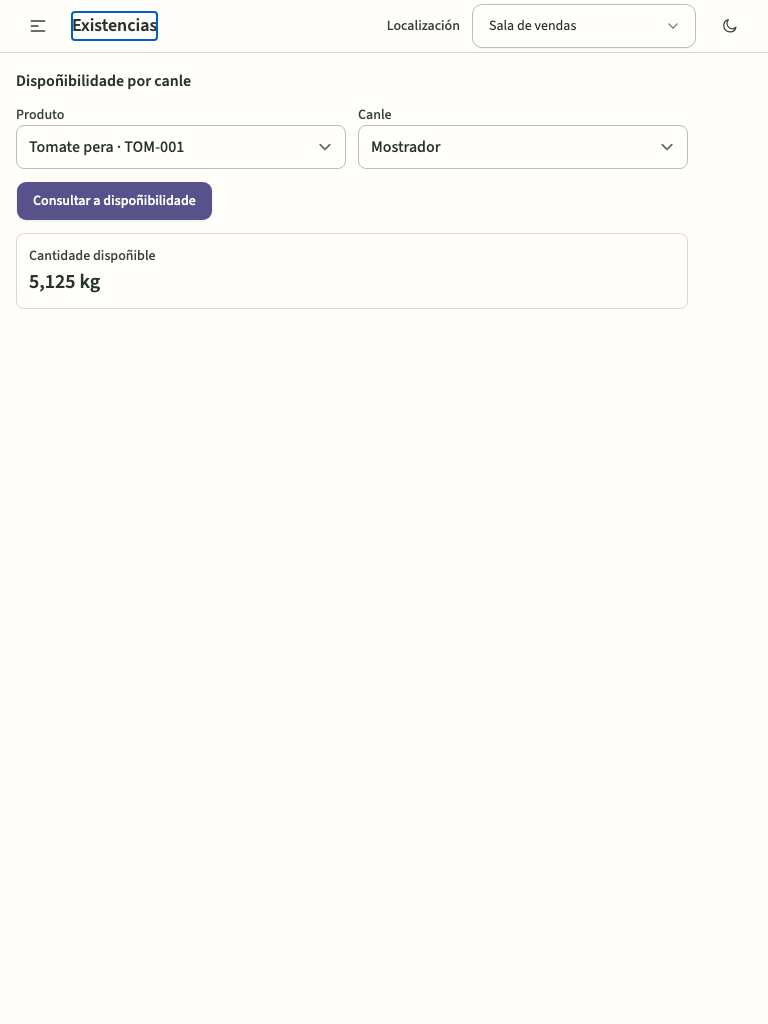 Existencias
Localización
Sala de vendas
Dispoñibilidade por canle
Produto
Canle
Tomate pera · TOM-001
Mostrador
Consultar a dispoñibilidade
Cantidade dispoñible
5,125 kg